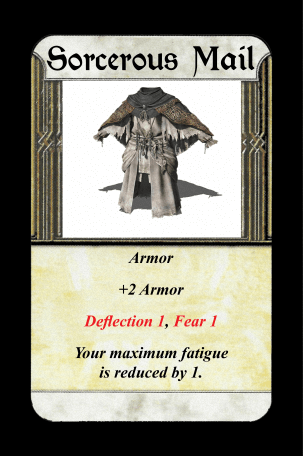 Sorcerous Mail
Armor
+2 Armor
Deflection 1, Fear 1
Your maximum fatigue
is reduced by 1.